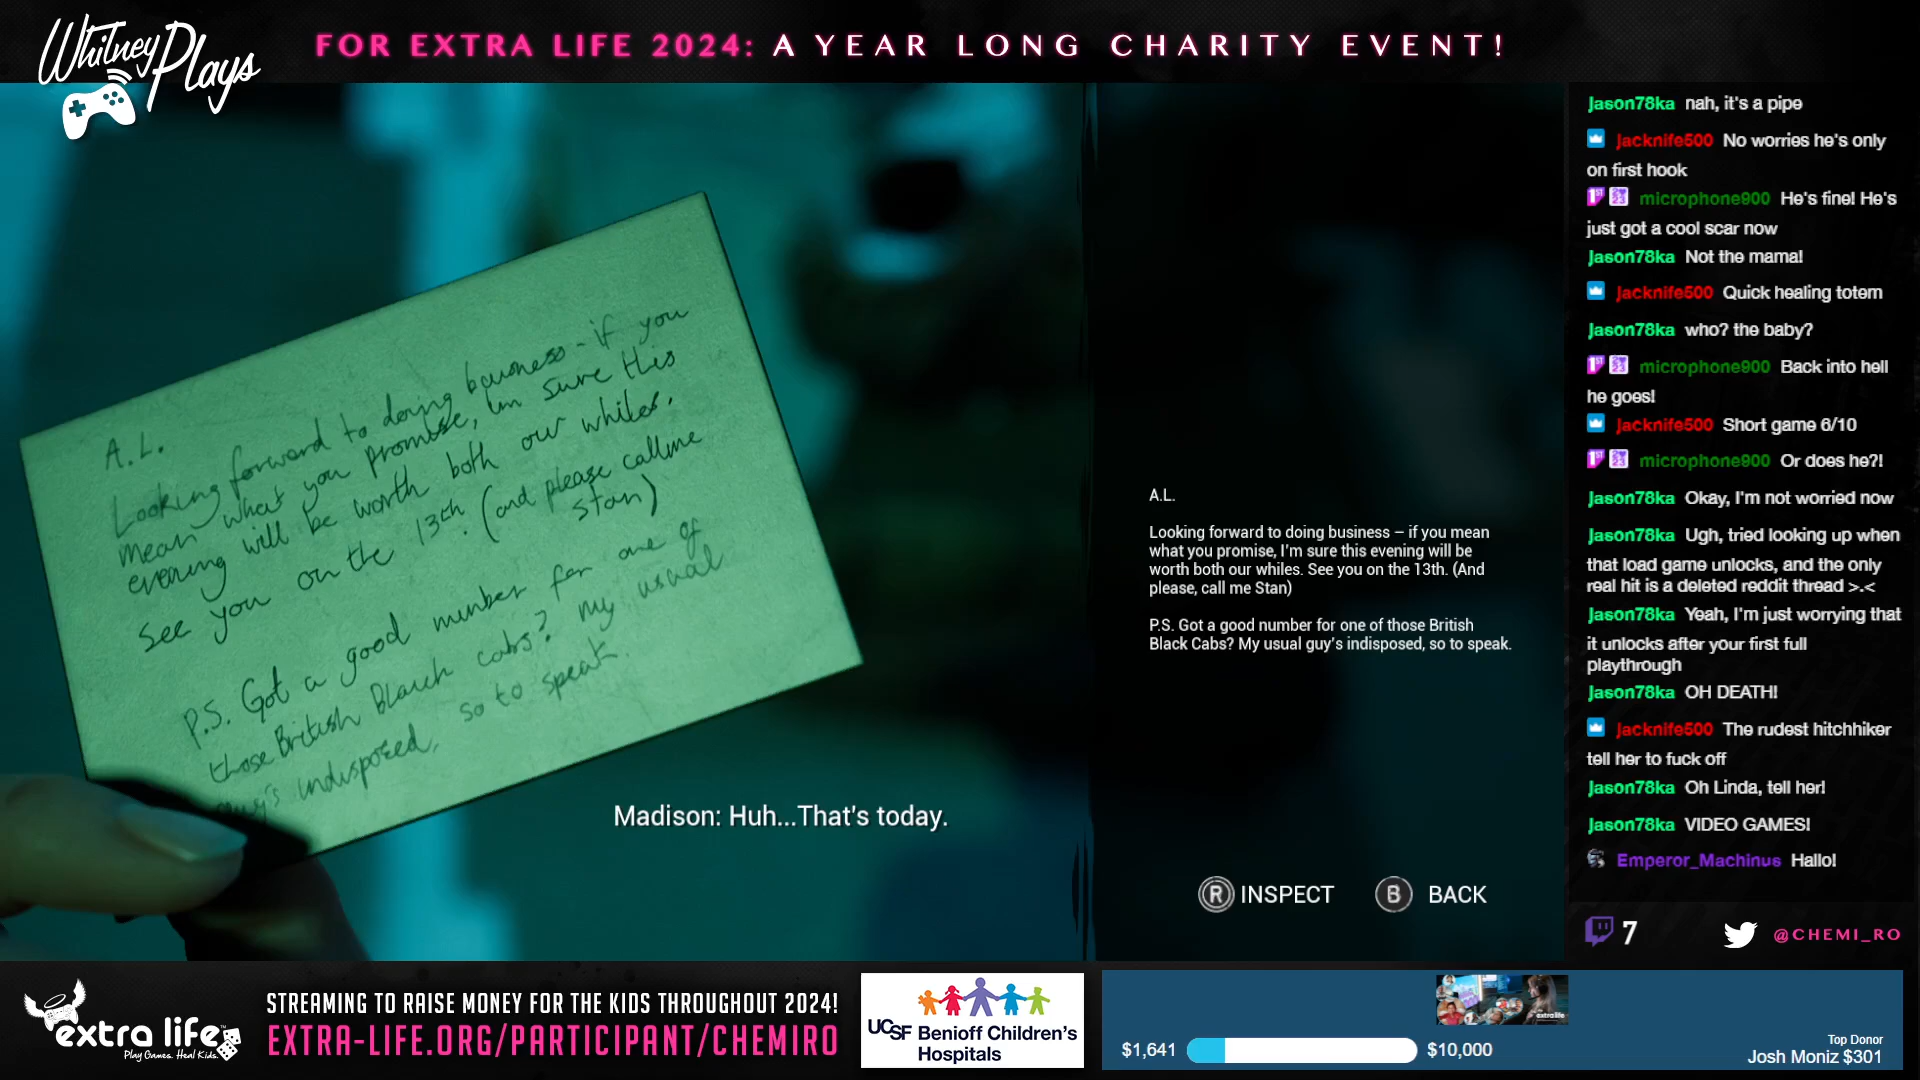 Whitney Plays
FOR EXTRA LIFE 2024: A YEAR LONG CHARITY EVENT!
A.L.
Looking forward to doing business - if you
mean what you promise, I'm sure this
evening will be worth both our whiles.
See you on the 13th. (and please call me
Stan)
P.S. Got a good number for one of
those British Black cabs? My usual
guy's indisposed, so to speak.
Madison: Huh...That's today.
A.L.
Looking forward to doing business – if you mean
what you promise, I'm sure this evening will be
worth both our whiles. See you on the 13th. (And
please, call me Stan)
P.S. Got a good number for one of those British
Black Cabs? My usual guy's indisposed, so to speak.
R INSPECT B BACK
Jason78ka nah, it's a pipe
Jacknife500 No worries he's only
on first hook
microphone900 He's fine! He's
just got a cool scar now
Jason78ka Not the mama!
Jacknife500 Quick healing totem
Jason78ka who? the baby?
microphone900 Back into hell
he goes!
Jacknife500 Short game 6/10
microphone900 Or does he?!
Jason78ka Okay, I'm not worried now
Jason78ka Ugh, tried looking up when
that load game unlocks, and the only
real hit is a deleted reddit thread >.<
Jason78ka Yeah, I'm just worrying that
it unlocks after your first full
playthrough
Jason78ka OH DEATH!
Jacknife500 The rudest hitchhiker
tell her to fuck off
Jason78ka Oh Linda, tell her!
Jason78ka VIDEO GAMES!
Emperor_Machinus Hallo!
7
@CHEMI_RO
extra life
Play Games. Heal Kids.
STREAMING TO RAISE MONEY FOR THE KIDS THROUGHOUT 2024!
EXTRA-LIFE.ORG/PARTICIPANT/CHEMIRO
UCSF Benioff Children's
Hospitals
$1,641 $10,000
Top Donor
Josh Moniz $301